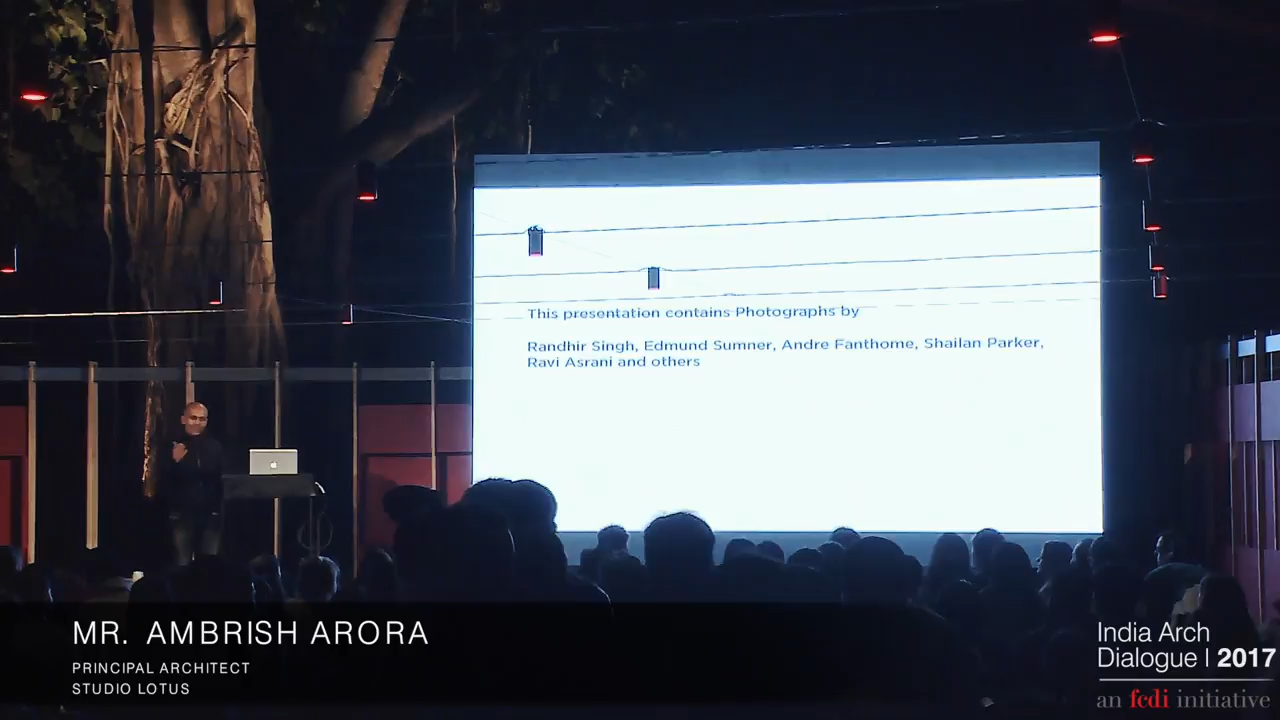 This presentation contains Photographs by
Randhir Singh, Edmund Sumner, Andre Fanthome, Shailan Parker,
Ravi Asrani and others
MR. AMBRISH ARORA
PRINCIPAL ARCHITECT
STUDIO LOTUS
India Arch
Dialogue | 2017
an fcdi initiative